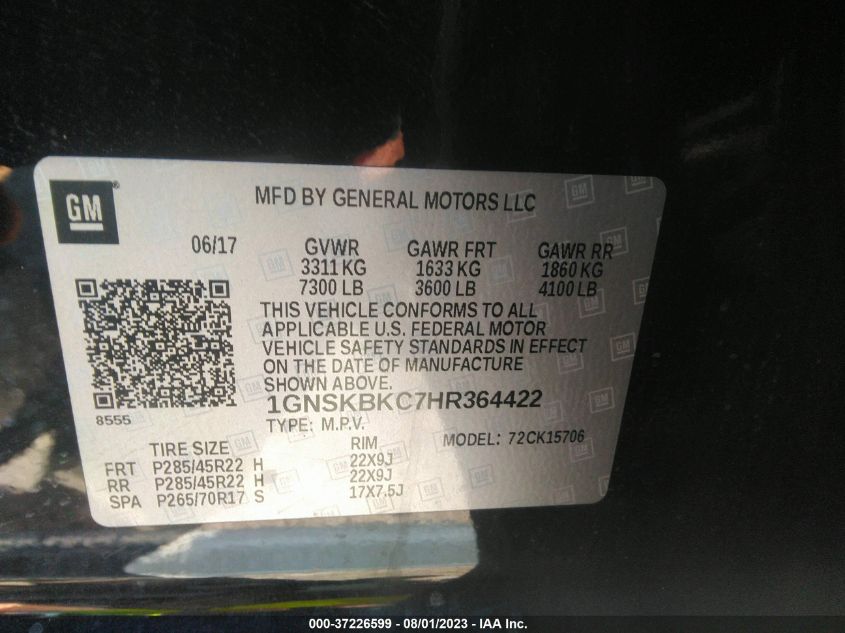 GM
MFD BY GENERAL MOTORS LLC
06/17 GVWR GAWR FRT GAWR RR
3311 KG 1633 KG 1860 KG
7300 LB 3600 LB 4100 LB
THIS VEHICLE CONFORMS TO ALL
APPLICABLE U.S. FEDERAL MOTOR
VEHICLE SAFETY STANDARDS IN EFFECT
ON THE DATE OF MANUFACTURE
SHOWN ABOVE.
1GNSKBKC7HR364422
8555
TYPE: M.P.V. MODEL: 72CK15706
TIRE SIZE RIM
FRT P285/45R22 H 22X9J
RR P285/45R22 H 22X9J
SPA P265/70R17 S 17X7.5J
000-37226599 - 08/01/2023 - IAA Inc.